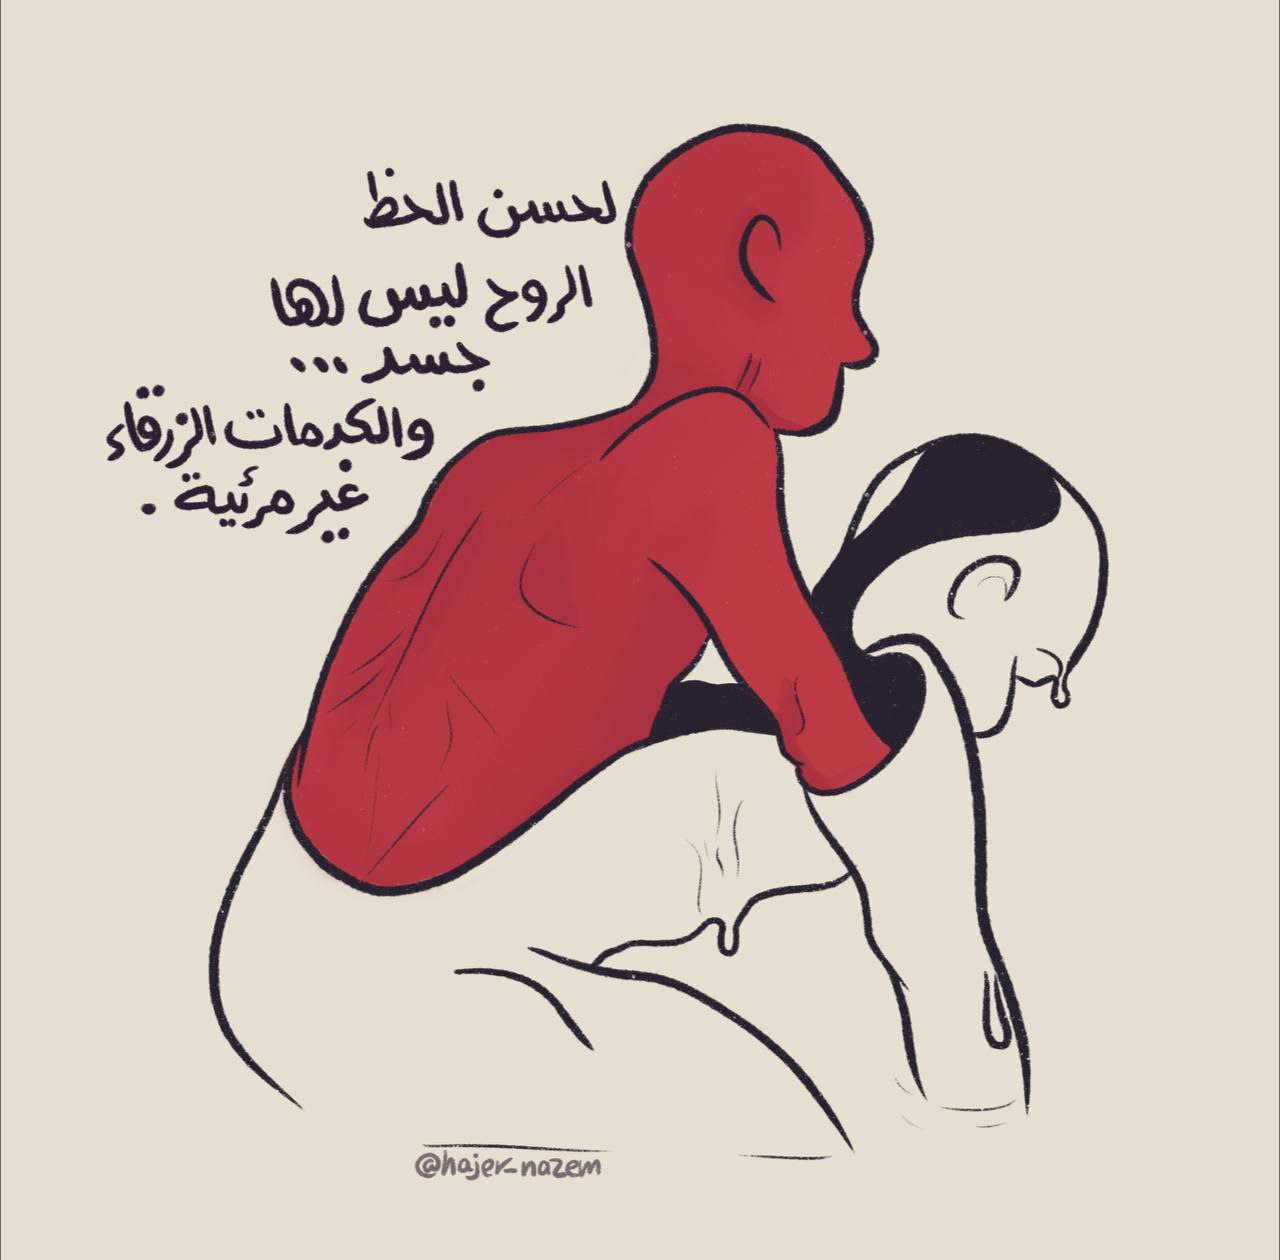 لحسن الحظ
الروح ليس لها
جسد ...
والكدمات الزرقاء
غير مرئية .
@hajer_nazem